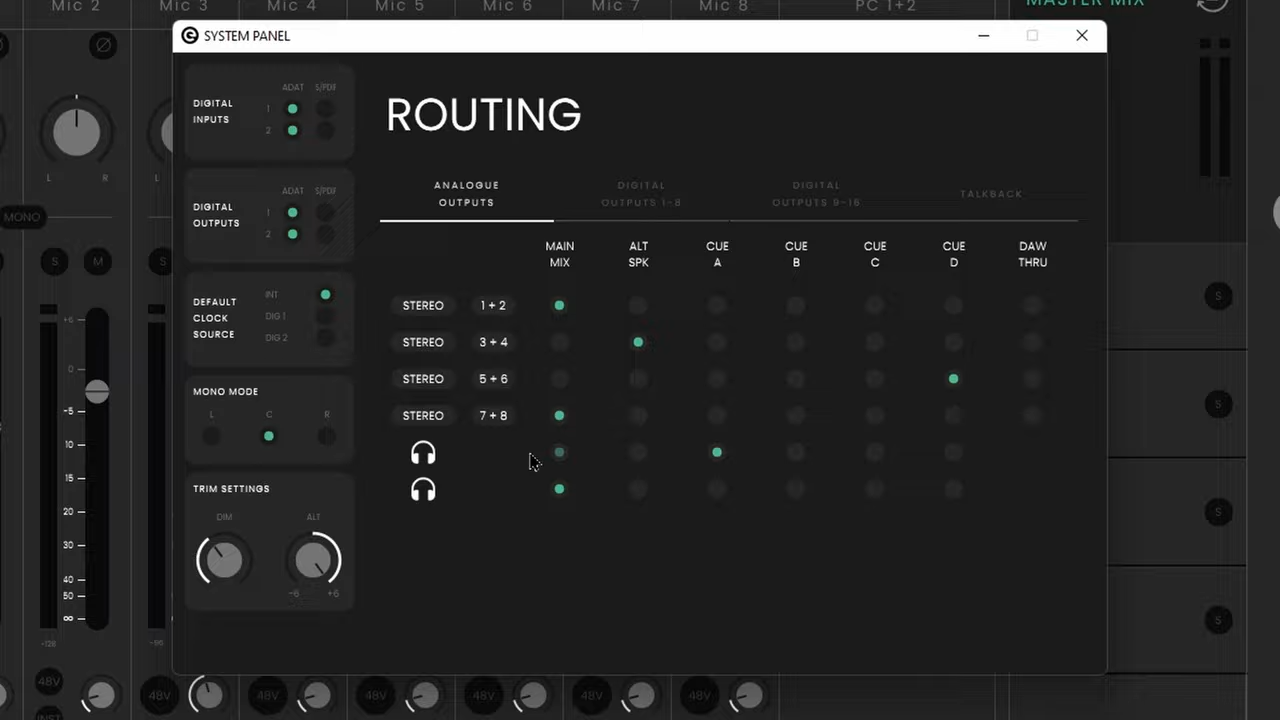 Mic 2 Mic 3 Mic 4 Mic 5 Mic 6 Mic 7 Mic 8 PC 1+2 MASTER MIX
SYSTEM PANEL
DIGITAL
INPUTS
ADAT S/PDIF
1
2
DIGITAL
OUTPUTS
ADAT S/PDIF
1
2
DEFAULT
CLOCK
SOURCE
INT
DIG 1
DIG 2
MONO MODE
L C R
TRIM SETTINGS
DIM ALT
-6 +6
ROUTING
ANALOGUE
OUTPUTS
DIGITAL
OUTPUTS 1-8
DIGITAL
OUTPUTS 9-16
TALKBACK
MAIN
MIX
ALT
SPK
CUE
A
CUE
B
CUE
C
CUE
D
DAW
THRU
STEREO 1 + 2
STEREO 3 + 4
STEREO 5 + 6
STEREO 7 + 8
L R L
MONO
S M S
+6
0
-5
10
15
20
30
40
50
∞
-128 -96
48V 48V 48V 48V 48V 48V 48V
INST
S
S
S
S